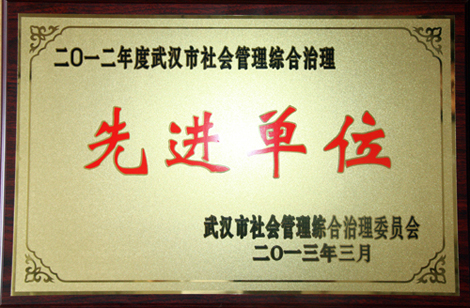 二〇一二年度武汉市社会管理综合治理
先进单位
武汉市社会管理综合治理委员会
二〇一三年三月